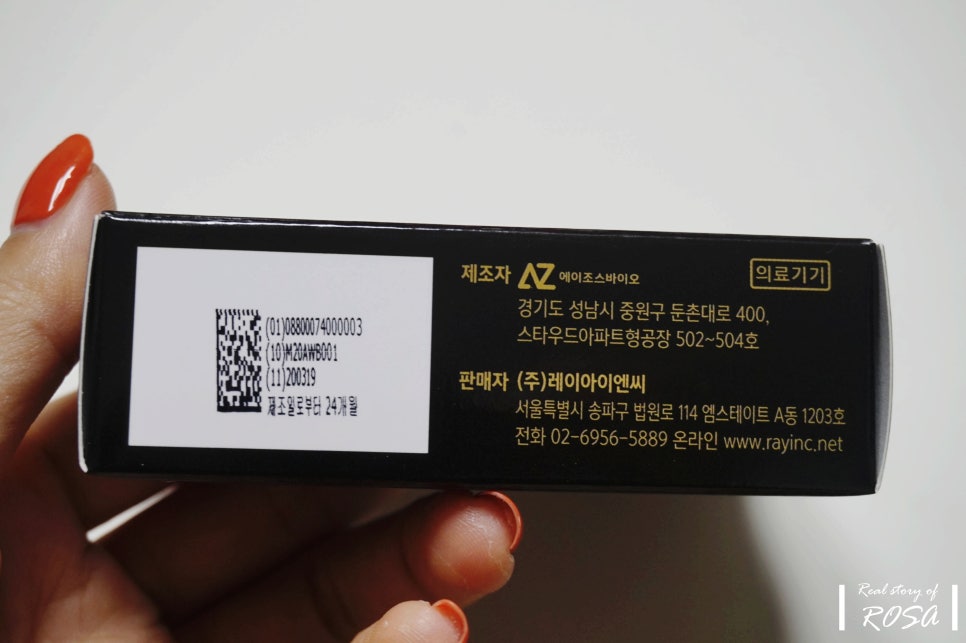 (01)08800074000003
(10)M20AWB001
(11)200319
제조일로부터 24개월
제조자 AZ 에이조스바이오
의료기기
경기도 성남시 중원구 둔촌대로 400,
스타우드아파트형공장 502~504호
판매자 (주)레이아이엔씨
서울특별시 송파구 법원로 114 엠스테이트 A동 1203호
전화 02-6956-5889 온라인 www.rayinc.net
Real story of
ROSA